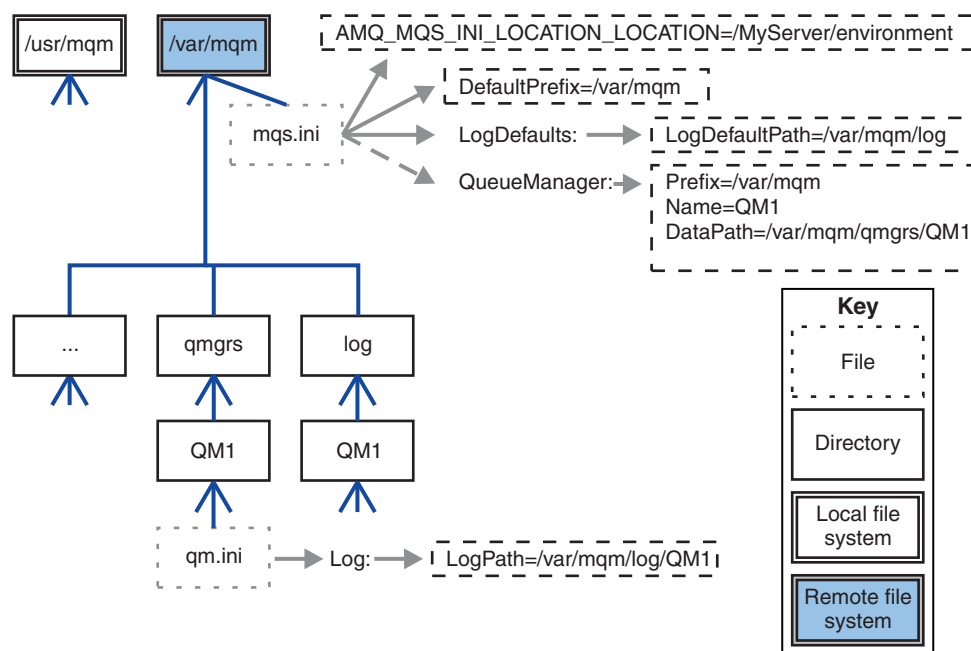 /usr/mqm
/var/mqm
AMQ_MQS_INI_LOCATION_LOCATION=/MyServer/environment
DefaultPrefix=/var/mqm
mqs.ini
LogDefaults:
LogDefaultPath=/var/mqm/log
QueueManager:
Prefix=/var/mqm
Name=QM1
DataPath=/var/mqm/qmgrs/QM1
...
qmgrs
log
QM1
QM1
qm.ini
Log:
LogPath=/var/mqm/log/QM1
Key
File
Directory
Local file
system
Remote file
system